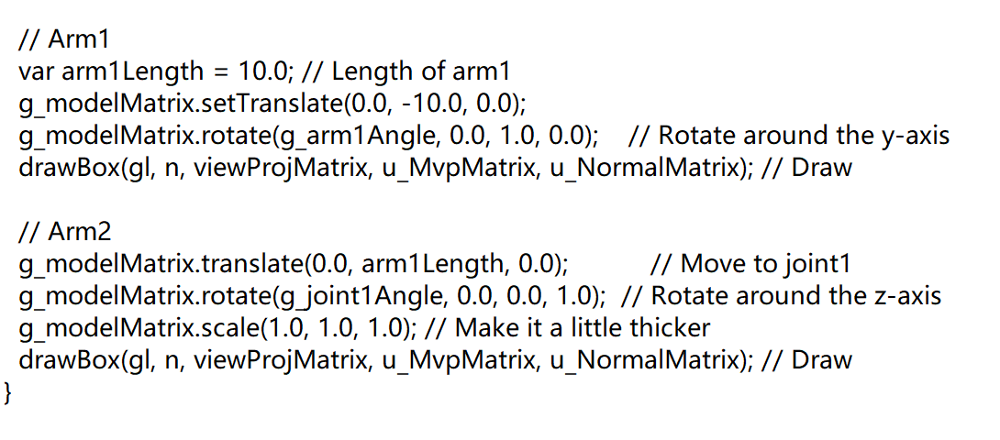 // Arm1
var arm1Length = 10.0; // Length of arm1
g_modelMatrix.setTranslate(0.0, -10.0, 0.0);
g_modelMatrix.rotate(g_arm1Angle, 0.0, 1.0, 0.0);    // Rotate around the y-axis
drawBox(gl, n, viewProjMatrix, u_MvpMatrix, u_NormalMatrix); // Draw

// Arm2
g_modelMatrix.translate(0.0, arm1Length, 0.0);          // Move to joint1
g_modelMatrix.rotate(g_joint1Angle, 0.0, 0.0, 1.0);  // Rotate around the z-axis
g_modelMatrix.scale(1.0, 1.0, 1.0); // Make it a little thicker
drawBox(gl, n, viewProjMatrix, u_MvpMatrix, u_NormalMatrix); // Draw
}